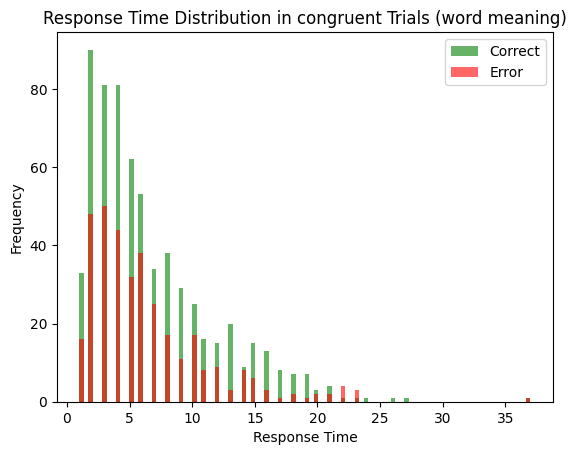 Response Time Distribution in congruent Trials (word meaning)
Correct
Error
Frequency
80
60
40
20
0
0 5 10 15 20 25 30 35
Response Time